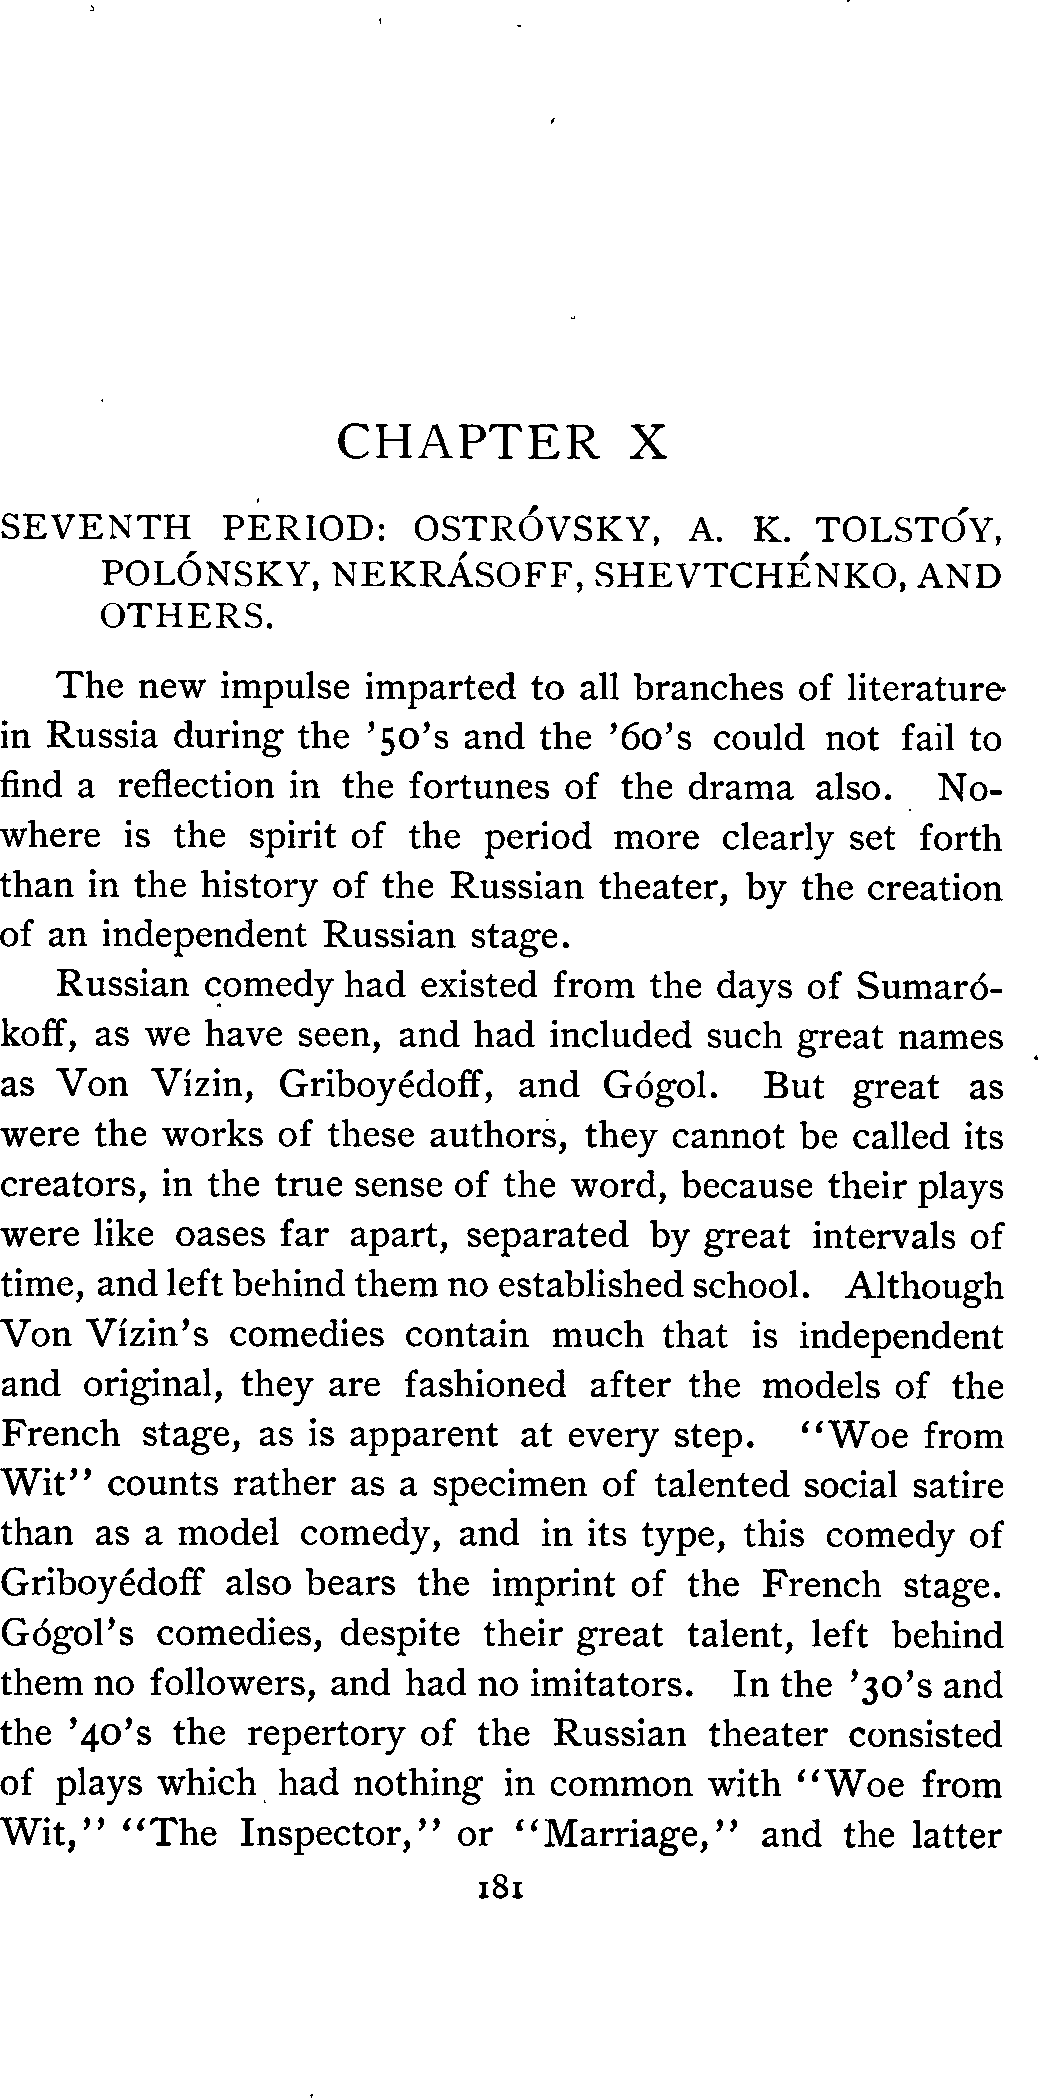 CHAPTER X
SEVENTH PERIOD: OSTRÓVSKY, A. K. TOLSTÓY,
POLÓNSKY, NEKRÁSOFF, SHEVTCHÉNKO, AND
OTHERS.
The new impulse imparted to all branches of literature
in Russia during the ’50’s and the ’60’s could not fail to
find a reflection in the fortunes of the drama also. No-
where is the spirit of the period more clearly set forth
than in the history of the Russian theater, by the creation
of an independent Russian stage.
Russian comedy had existed from the days of Sumaró-
koff, as we have seen, and had included such great names
as Von Vízin, Griboyédoff, and Gógol. But great as
were the works of these authors, they cannot be called its
creators, in the true sense of the word, because their plays
were like oases far apart, separated by great intervals of
time, and left behind them no established school. Although
Von Vízin’s comedies contain much that is independent
and original, they are fashioned after the models of the
French stage, as is apparent at every step. “Woe from
Wit” counts rather as a specimen of talented social satire
than as a model comedy, and in its type, this comedy of
Griboyédoff also bears the imprint of the French stage.
Gógol’s comedies, despite their great talent, left behind
them no followers, and had no imitators. In the ’30’s and
the ’40’s the repertory of the Russian theater consisted
of plays which had nothing in common with “Woe from
Wit,” “The Inspector,” or “Marriage,” and the latter
181